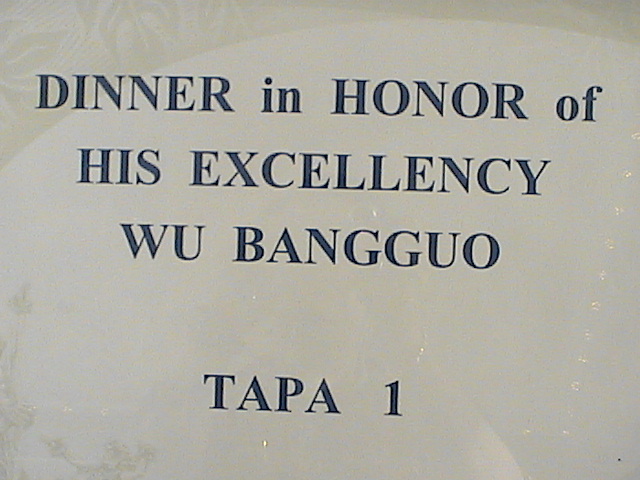 DINNER in HONOR of
HIS EXCELLENCY
WU BANGGUO
TAPA 1